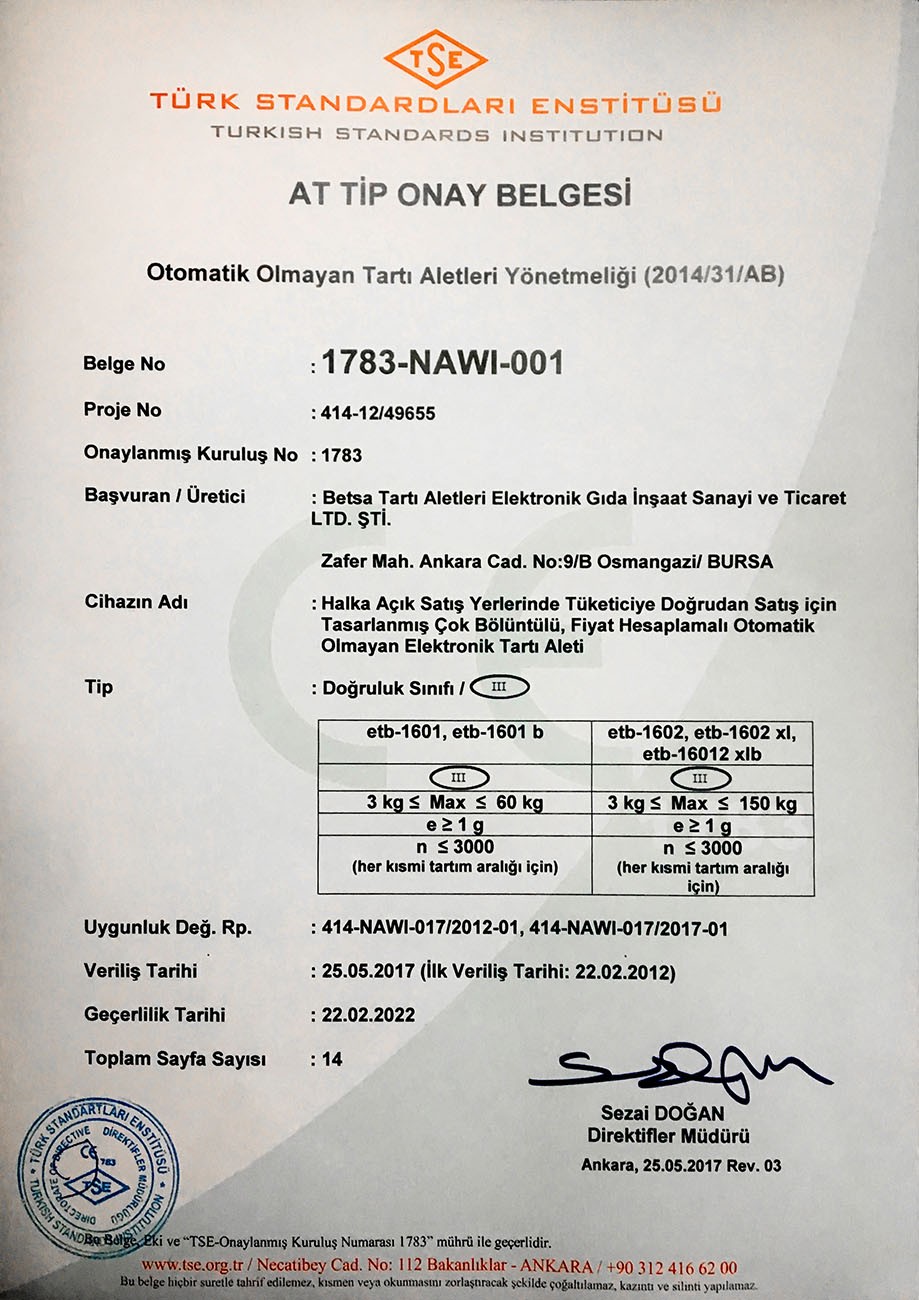 TSE
TÜRK STANDARDLARI ENSTİTÜSÜ
TURKISH STANDARDS INSTITUTION
AT TİP ONAY BELGESİ
Otomatik Olmayan Tartı Aletleri Yönetmeliği (2014/31/AB)
Belge No : 1783-NAWI-001
Proje No : 414-12/49655
Onaylanmış Kuruluş No : 1783
Başvuran / Üretici : Betsa Tartı Aletleri Elektronik Gıda İnşaat Sanayi ve Ticaret
LTD. ŞTİ.
Zafer Mah. Ankara Cad. No:9/B Osmangazi/ BURSA
Cihazın Adı : Halka Açık Satış Yerlerinde Tüketiciye Doğrudan Satış için
Tasarlanmış Çok Bölüntülü, Fiyat Hesaplamalı Otomatik
Olmayan Elektronik Tartı Aleti
Tip : Doğruluk Sınıfı / III
etb-1601, etb-1601 b etb-1602, etb-1602 xl,
etb-16012 xlb
III III
3 kg ≤ Max ≤ 60 kg 3 kg ≤ Max ≤ 150 kg
e ≥ 1 g e ≥ 1 g
n ≤ 3000 n ≤ 3000
(her kısmi tartım aralığı için) (her kısmi tartım aralığı
için)
Uygunluk Değ. Rp. : 414-NAWI-017/2012-01, 414-NAWI-017/2017-01
Veriliş Tarihi : 25.05.2017 (İlk Veriliş Tarihi: 22.02.2012)
Geçerlilik Tarihi : 22.02.2022
Toplam Sayfa Sayısı : 14
Sezai DOĞAN
Direktifler Müdürü
Ankara, 25.05.2017 Rev. 03
TÜRK STANDARTLARI ENSTİTÜSÜ
TURKISH STANDARDS INSTITUTION
DIRECTORATE OF DIRECTIVE
DİREKTİFLER MÜDÜRLÜĞÜ
CE
1783
TSE
Bu Belge, Eki ve “TSE-Onaylanmış Kuruluş Numarası 1783” mührü ile geçerlidir.
www.tse.org.tr / Necatibey Cad. No: 112 Bakanlıklar - ANKARA / +90 312 416 62 00
Bu belge hiçbir suretle tahrif edilemez, kısmen veya okunmasını zorlaştıracak şekilde çoğaltılamaz, kazıntı ve silinti yapılamaz.